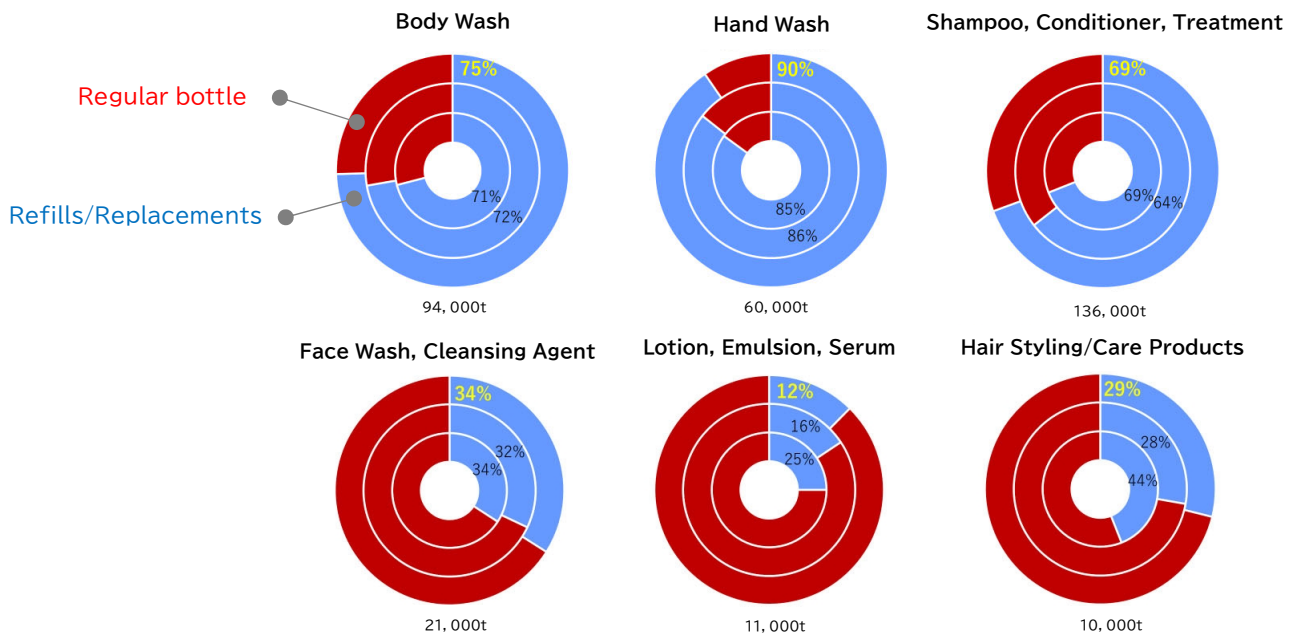 Body Wash
Hand Wash
Shampoo, Conditioner, Treatment
75%
90%
69%
Regular bottle
Refills/Replacements
71%
72%
85%
86%
69%
64%
94, 000t
60, 000t
136, 000t
Face Wash, Cleansing Agent
Lotion, Emulsion, Serum
Hair Styling/Care Products
34%
12%
29%
32%
34%
16%
25%
28%
44%
21, 000t
11, 000t
10, 000t